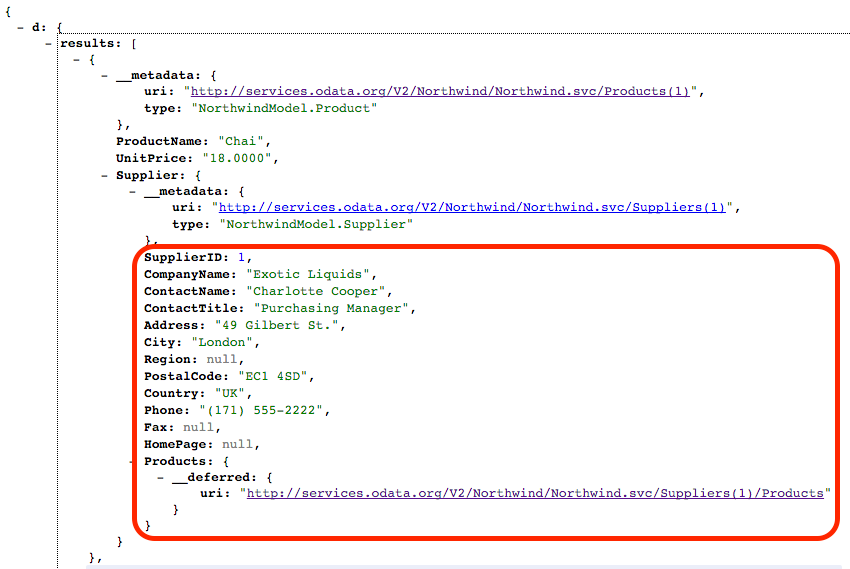 {
- d: {
- results: [
- {
- __metadata: {
uri: "http://services.odata.org/V2/Northwind/Northwind.svc/Products(1)",
type: "NorthwindModel.Product"
},
ProductName: "Chai",
UnitPrice: "18.0000",
- Supplier: {
- __metadata: {
uri: "http://services.odata.org/V2/Northwind/Northwind.svc/Suppliers(1)",
type: "NorthwindModel.Supplier"
},
SupplierID: 1,
CompanyName: "Exotic Liquids",
ContactName: "Charlotte Cooper",
ContactTitle: "Purchasing Manager",
Address: "49 Gilbert St.",
City: "London",
Region: null,
PostalCode: "EC1 4SD",
Country: "UK",
Phone: "(171) 555-2222",
Fax: null,
HomePage: null,
- Products: {
- __deferred: {
uri: "http://services.odata.org/V2/Northwind/Northwind.svc/Suppliers(1)/Products"
}
}
}
},